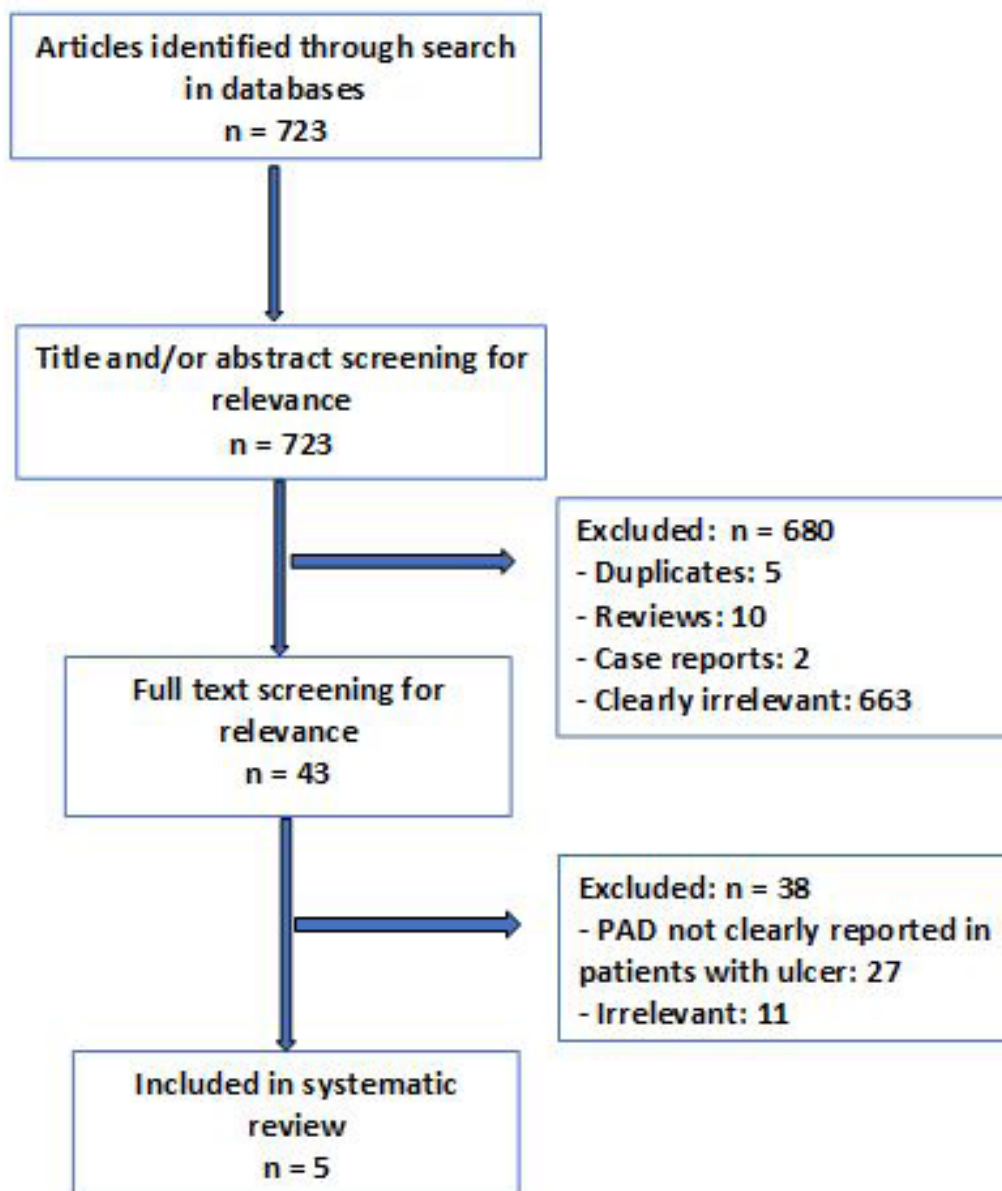 Articles identified through search
in databases
n = 723
Title and/or abstract screening for
relevance
n = 723
Excluded: n = 680
- Duplicates: 5
- Reviews: 10
- Case reports: 2
- Clearly irrelevant: 663
Full text screening for
relevance
n = 43
Excluded: n = 38
- PAD not clearly reported in
patients with ulcer: 27
- Irrelevant: 11
Included in systematic
review
n = 5